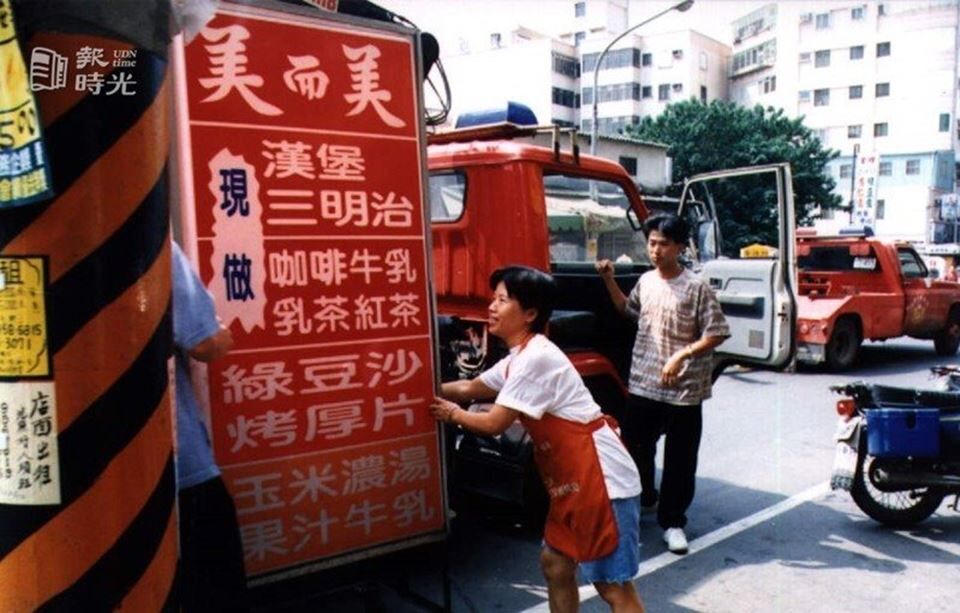 報時光
UDN
time
美而美
現做
漢堡
三明治
咖啡牛乳
乳茶紅茶
綠豆沙
烤厚片
玉米濃湯
果汁牛乳
租
店面出租